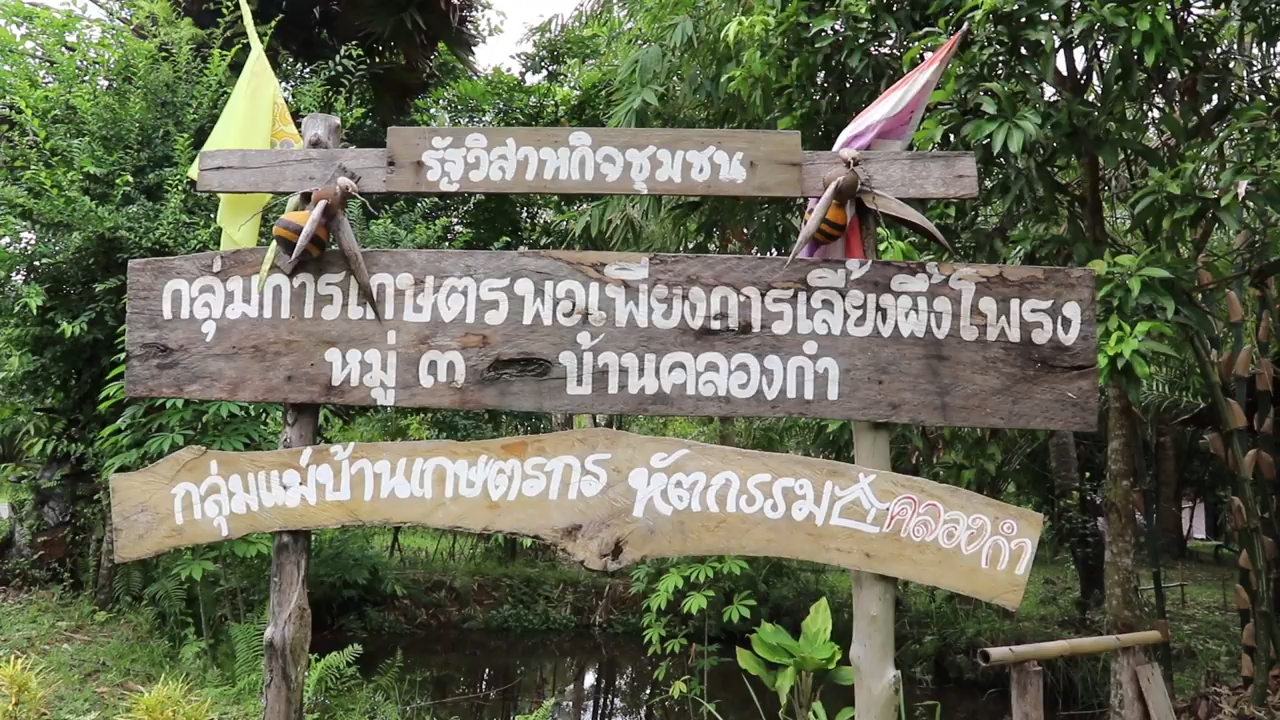 รัฐวิสาหกิจชุมชน
กลุ่มการเกษตรพอเพียงการเลี้ยงผึ้งโพรง
หมู่ ๓ บ้านคลองกำ
กลุ่มแม่บ้านเกษตรกร หัตถกรรม คลองกำ